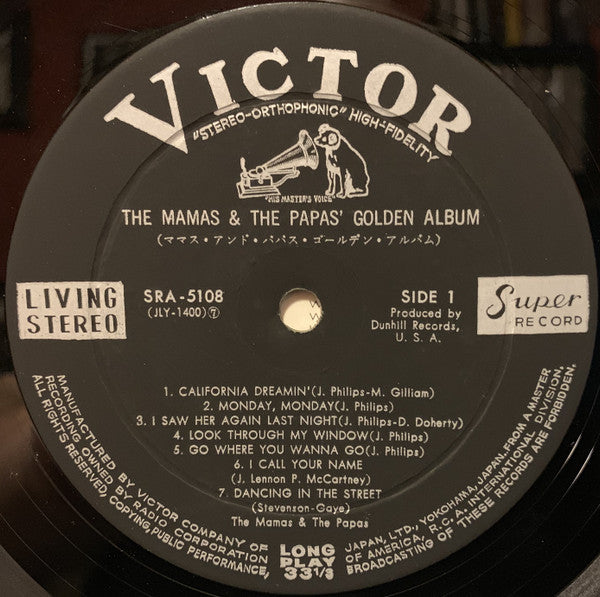 VICTOR
"STEREO-ORTHOPHONIC" HIGH-FIDELITY
"HIS MASTER'S VOICE"
THE MAMAS & THE PAPAS' GOLDEN ALBUM
(ママス・アンド・パパス・ゴールデン・アルバム)
LIVING
STEREO
SRA-5108
(JLY-1400)⑦
SIDE 1
Produced by
Dunhill Records,
U. S. A.
Super
RECORD
1. CALIFORNIA DREAMIN'(J. Philips-M. Gilliam)
2. MONDAY, MONDAY(J. Philips)
3. I SAW HER AGAIN LAST NIGHT(J. Philips-D. Doherty)
4. LOOK THROUGH MY WINDOW(J. Philips)
5. GO WHERE YOU WANNA GO(J. Philips)
6. I CALL YOUR NAME
(J. Lennon P. McCartney)
7. DANCING IN THE STREET
(Stevenson-Gaye)
The Mamas & The Papas
MANUFACTURED BY VICTOR COMPANY OF JAPAN, LTD., YOKOHAMA, JAPAN, FROM A MASTER
RECORDING OWNED BY RADIO CORPORATION OF AMERICA, R.C.A. INTERNATIONAL DIVISION.
ALL RIGHTS RESERVED, COPYING, PUBLIC PERFORMANCE, BROADCASTING OF THESE RECORDS ARE FORBIDDEN.
LONG
PLAY
33 1/3